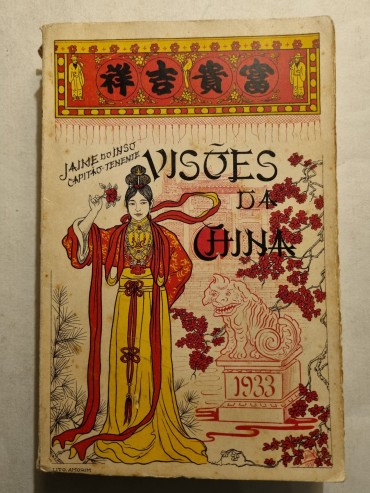 祥吉貴富
JAIME DO INSO
CAPITÃO-TENENTE
VISÕES
DA
CHINA
1933